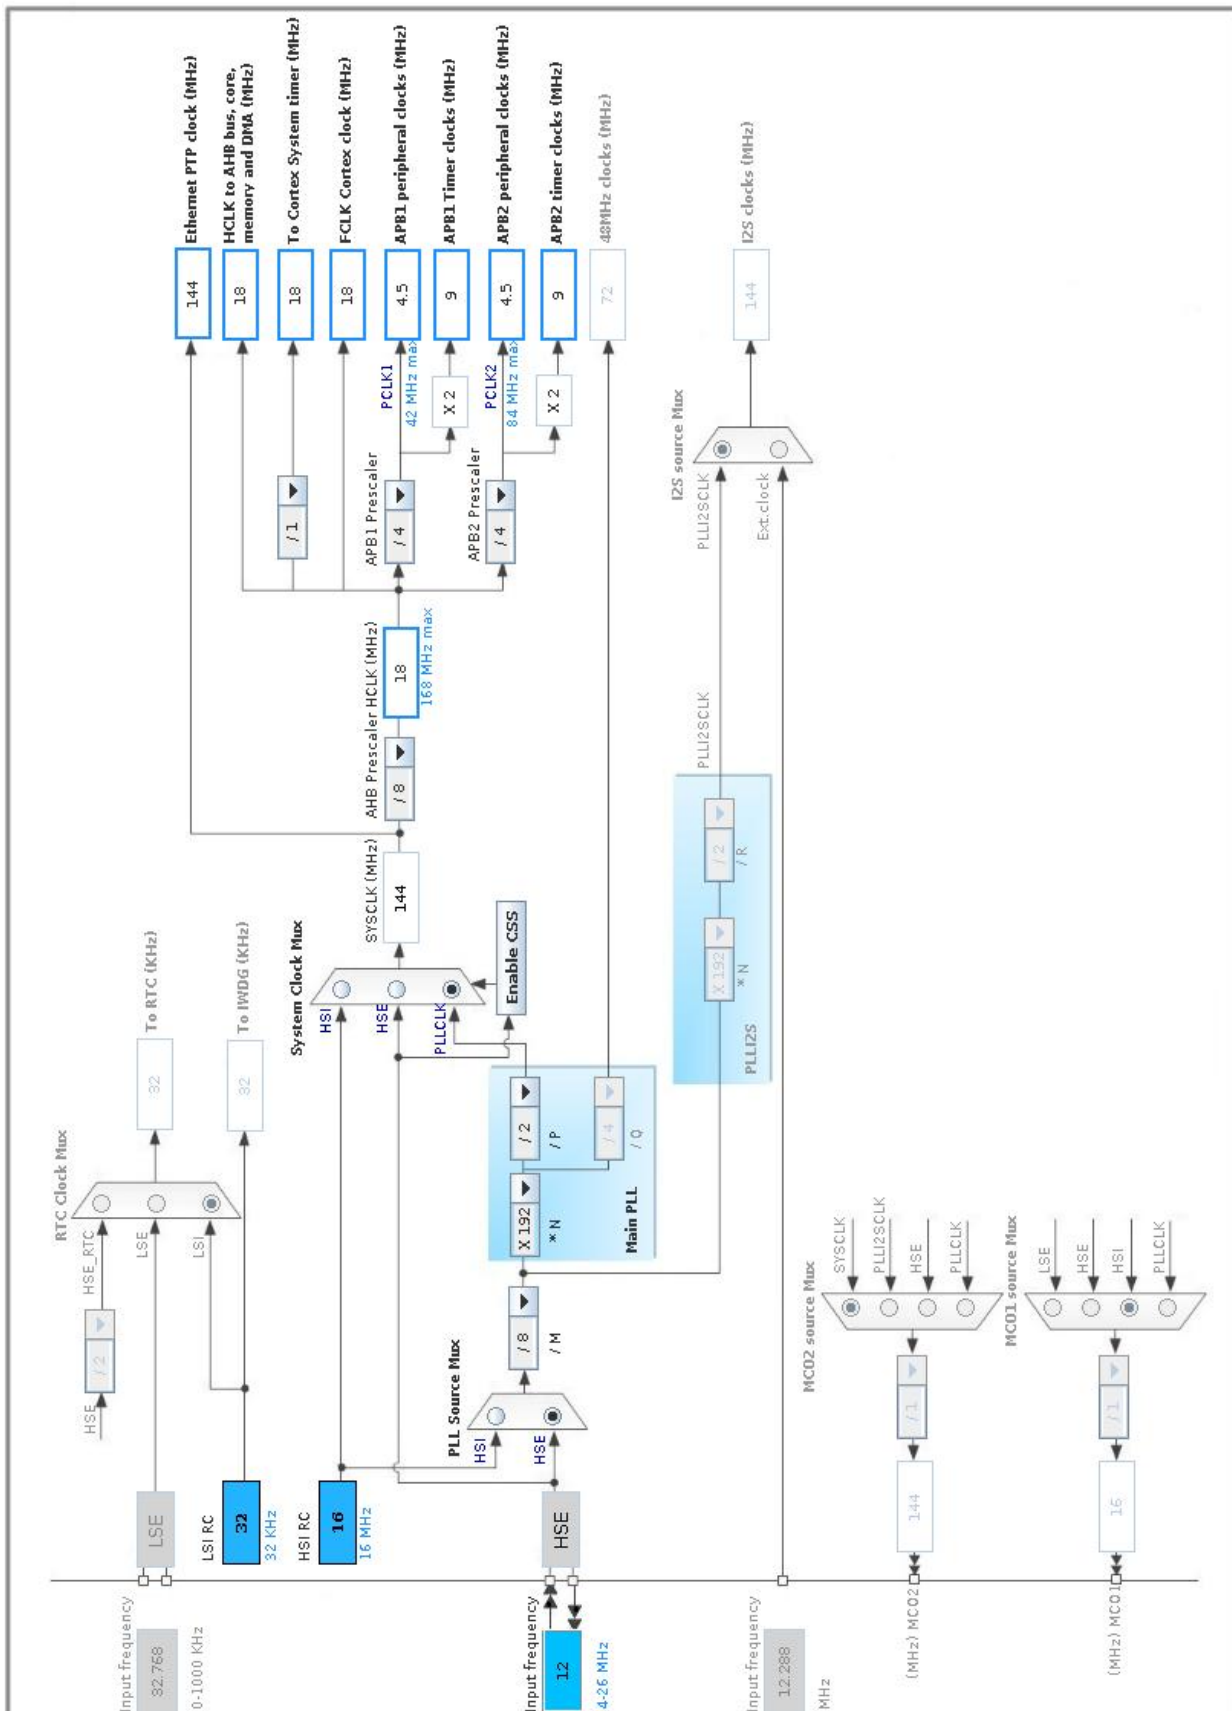 Input frequency
32.768
0-1000 KHz
LSE
LSI RC
32
32 KHz
HSI RC
16
16 MHz
Input frequency
12
4-26 MHz
HSE
Input frequency
12.288
MHz
HSE
/ 2
HSE_RTC
LSE
LSI
RTC Clock Mux
32
To RTC (KHz)
32
To IWDG (KHz)
PLL Source Mux
HSI
HSE
/ 8
/ M
X 192
* N
/ 2
/ P
/ 4
/ Q
Main PLL
System Clock Mux
HSI
HSE
PLLCLK
Enable CSS
SYSCLK (MHz)
144
AHB Prescaler
/ 8
HCLK (MHz)
18
168 MHz max
/ 1
APB1 Prescaler
/ 4
PCLK1
42 MHz max
X 2
APB2 Prescaler
/ 4
PCLK2
84 MHz max
X 2
144
Ethernet PTP clock (MHz)
18
HCLK to AHB bus, core,
memory and DMA (MHz)
18
To Cortex System timer (MHz)
18
FCLK Cortex clock (MHz)
4.5
APB1 peripheral clocks (MHz)
9
APB1 Timer clocks (MHz)
4.5
APB2 peripheral clocks (MHz)
9
APB2 timer clocks (MHz)
72
48MHz clocks (MHz)
PLLI2S
X 192
* N
/ 2
/ R
PLLI2SCLK
PLLI2SCLK
Ext.clock
I2S source Mux
144
I2S clocks (MHz)
MCO2 source Mux
SYSCLK
PLLI2SCLK
HSE
PLLCLK
/ 1
144
(MHz) MCO2
MCO1 source Mux
LSE
HSE
HSI
PLLCLK
/ 1
16
(MHz) MCO1